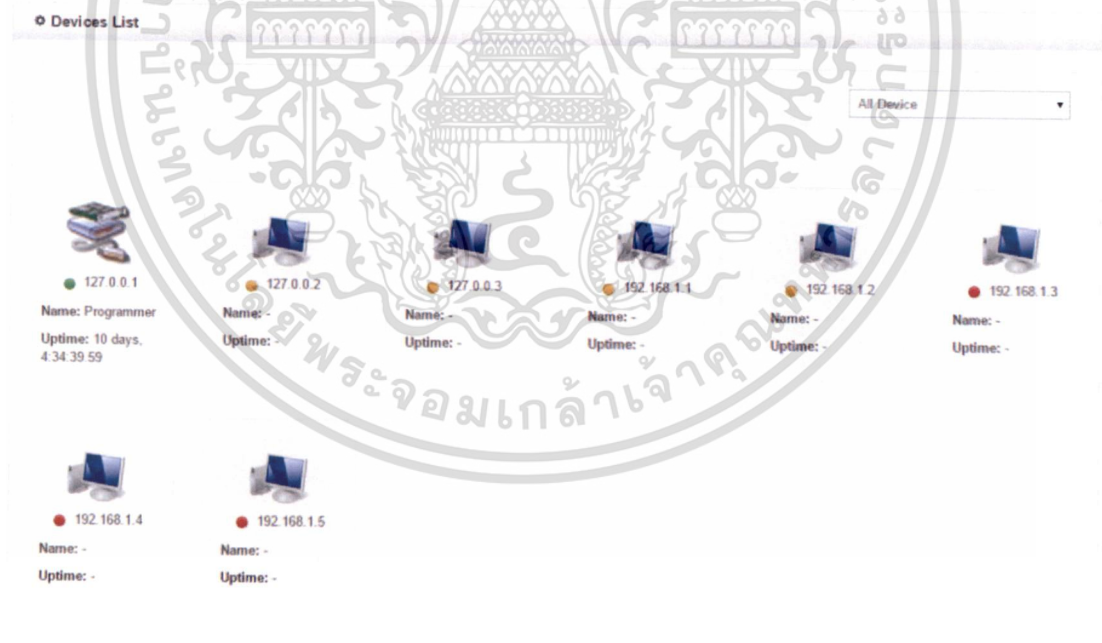 Devices List
All Device
127.0.0.1
Name: Programmer
Uptime: 10 days,
4:34:39.59
127.0.0.2
Name: -
Uptime: -
127.0.0.3
Name: -
Uptime: -
192.168.1.1
Name: -
Uptime: -
192.168.1.2
Name: -
Uptime: -
192.168.1.3
Name: -
Uptime: -
192.168.1.4
Name: -
Uptime: -
192.168.1.5
Name: -
Uptime: -
พระจอมเกล้าเจ้าคุณทหาร